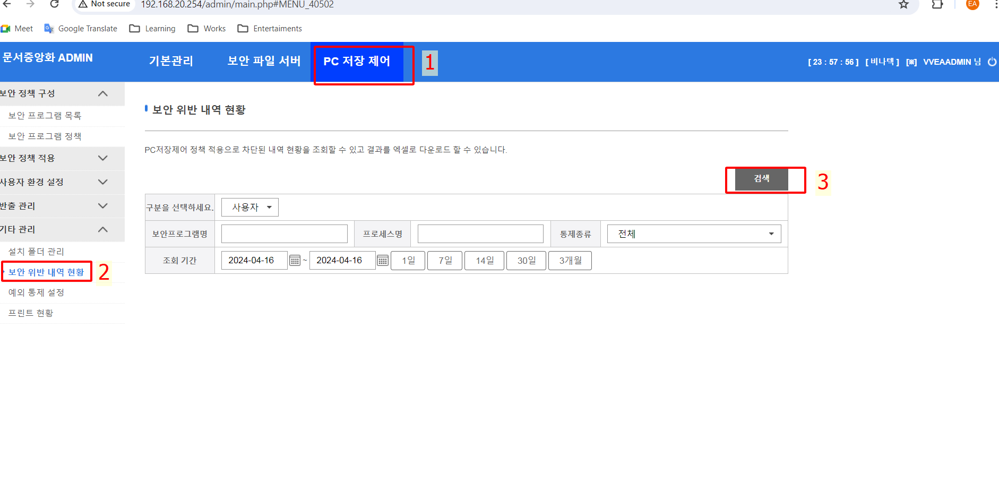 Not secure 192.168.20.254/admin/main.php#MENU_40502 EA
Meet Google Translate Learning Works Entertaiments
문서중앙화 ADMIN 기본관리 보안 파일 서버 PC 저장 제어 1 [ 23 : 57 : 56 ] [ 비나텍 ] [※] VVEAADMIN 님
보안 정책 구성
보안 프로그램 목록
보안 프로그램 정책
보안 정책 적용
사용자 환경 설정
반출 관리
기타 관리
설치 폴더 관리
보안 위반 내역 현황 2
예외 통제 설정
프린트 현황
보안 위반 내역 현황
PC저장제어 정책 적용으로 차단된 내역 현황을 조회할 수 있고 결과를 엑셀로 다운로드 할 수 있습니다.
검색 3
구분을 선택하세요. 사용자
보안프로그램명 프로세스명 통제종류 전체
조회 기간 2024-04-16 ~ 2024-04-16 1일 7일 14일 30일 3개월